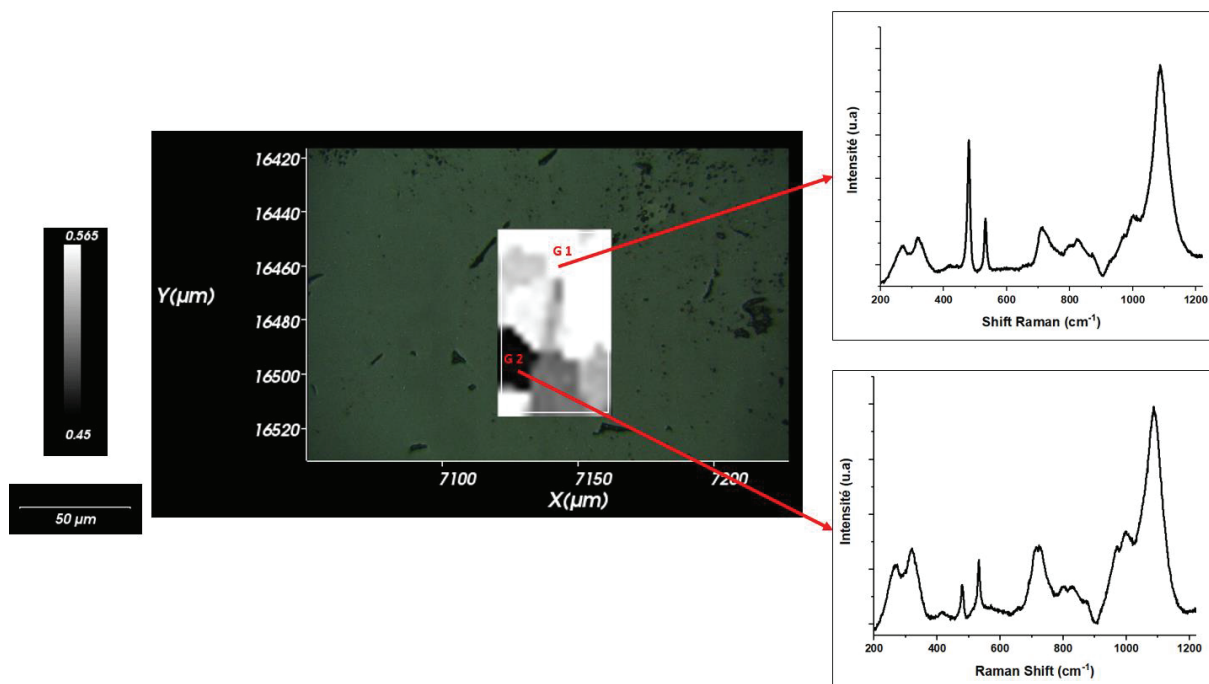 0.565
0.45
50 µm
16420
16440
16460
16480
16500
16520
Y(µm)
7100
7150
7200
X(µm)
G 1
G 2
Intensité (u.a)
200
400
600
800
1000
1200
Shift Raman (cm-1)
Intensité (u.a)
200
400
600
800
1000
1200
Raman Shift (cm-1)